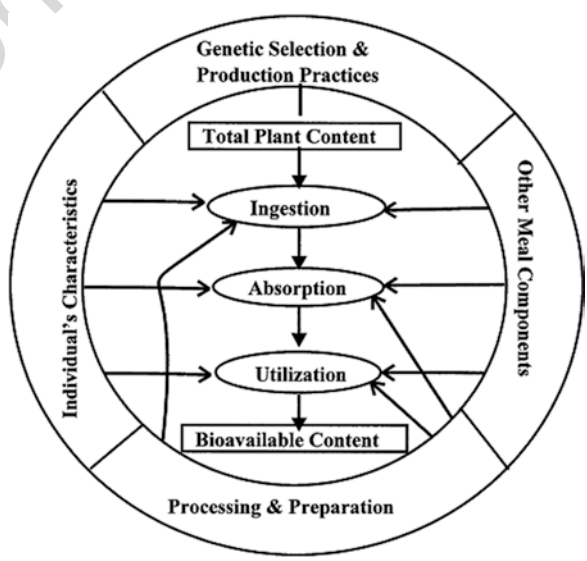 Genetic Selection &
Production Practices
Total Plant Content
Ingestion
Absorption
Utilization
Bioavailable Content
Individual's Characteristics
Other Meal Components
Processing & Preparation